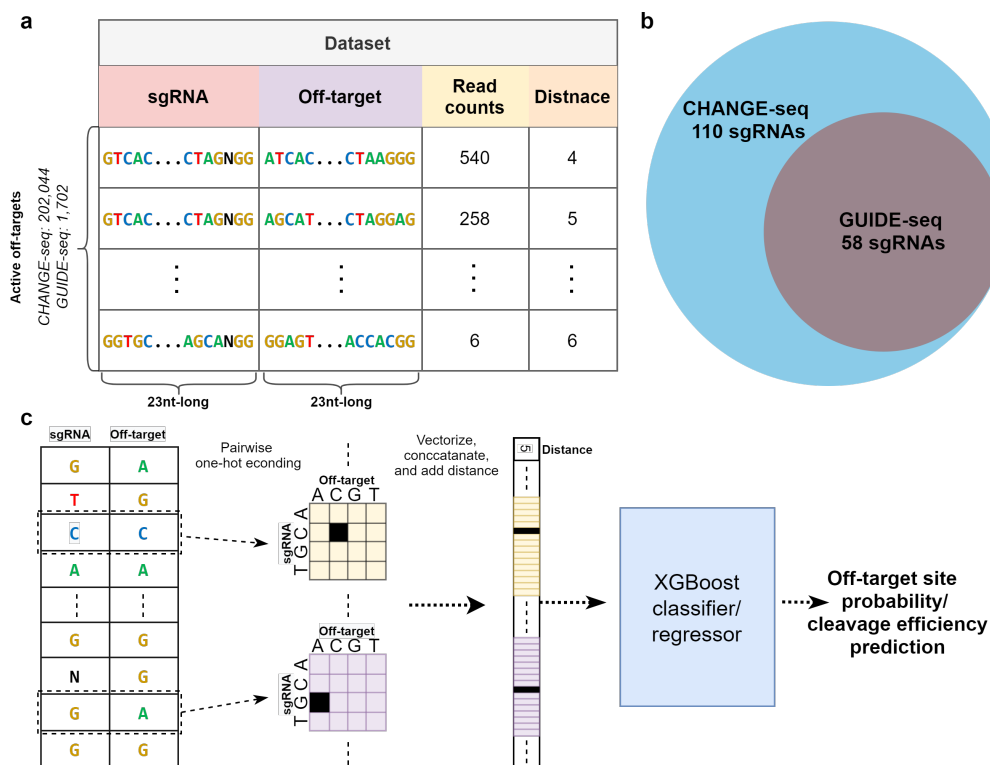 a
Dataset
sgRNA
Off-target
Read
counts
Distnace
GTCAC...CTAGNGG
ATCAC...CTAAGGG
540
4
GTCAC...CTAGNGG
AGCAT...CTAGGAG
258
5
GGTGC...AGCANGG
GGAGT...ACCACGG
6
6
Active off-targets
CHANGE-seq: 202,044
GUIDE-seq: 1,702
23nt-long
23nt-long
b
CHANGE-seq
110 sgRNAs
GUIDE-seq
58 sgRNAs
c
sgRNA
Off-target
G
A
T
G
C
C
A
A
G
G
N
G
G
A
G
G
Pairwise
one-hot econding
Off-target
A C G T
sgRNA
T G C A
Off-target
A C G T
sgRNA
T G C A
Vectorize,
conccatanate,
and add distance
5
Distance
XGBoost
classifier/
regressor
Off-target site
probability/
cleavage efficiency
prediction